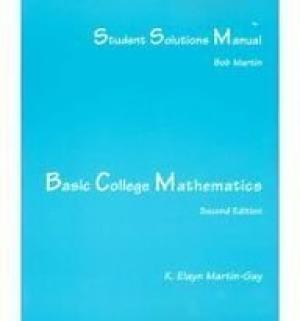 Student Solutions Manual
Bob Martin
Basic College Mathematics
Second Edition
K. Elayn Martin-Gay